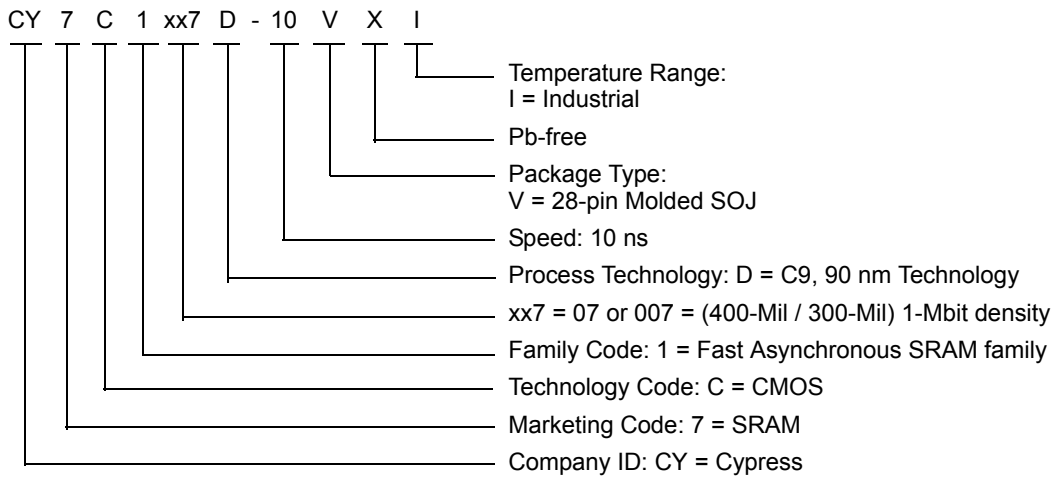 CY 7 C 1 xx7 D - 10 V X I
Temperature Range:
I = Industrial
Pb-free
Package Type:
V = 28-pin Molded SOJ
Speed: 10 ns
Process Technology: D = C9, 90 nm Technology
xx7 = 07 or 007 = (400-Mil / 300-Mil) 1-Mbit density
Family Code: 1 = Fast Asynchronous SRAM family
Technology Code: C = CMOS
Marketing Code: 7 = SRAM
Company ID: CY = Cypress